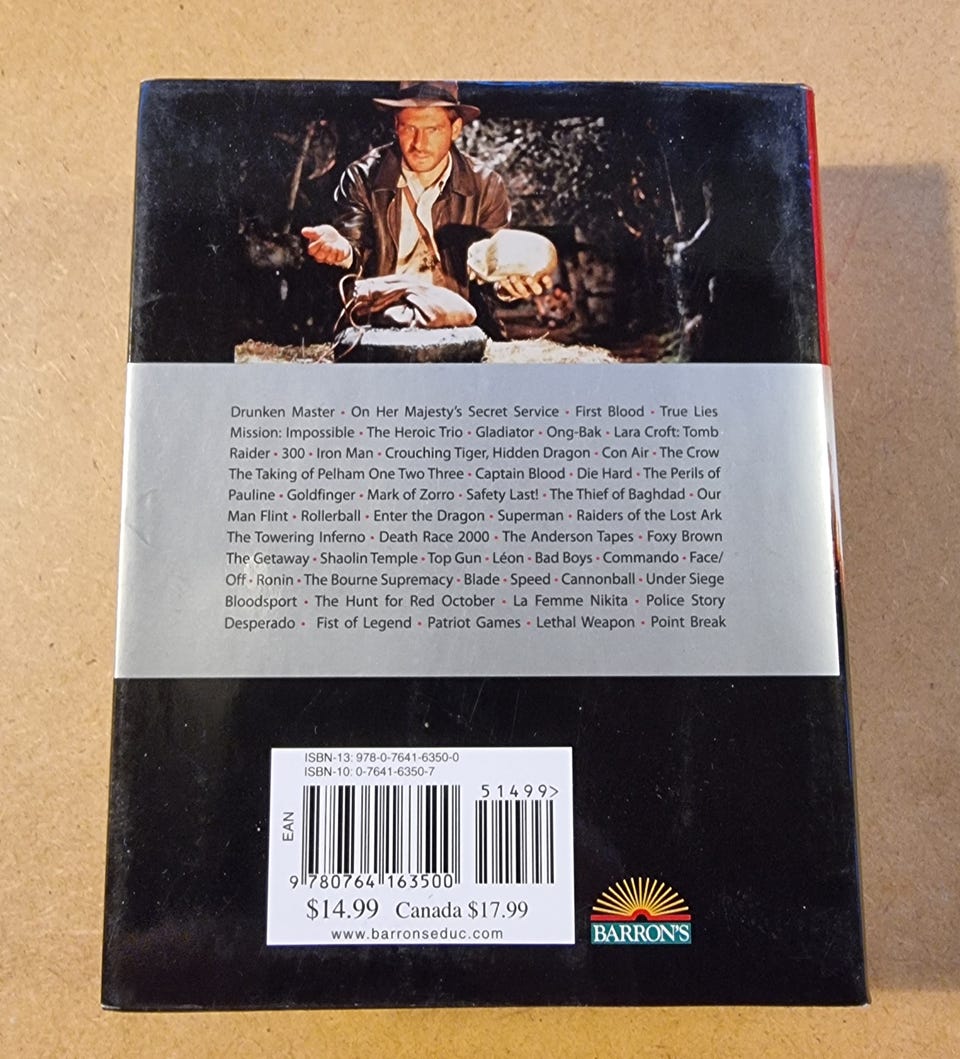 Drunken Master • On Her Majesty's Secret Service • First Blood • True Lies
Mission: Impossible • The Heroic Trio • Gladiator • Ong-Bak • Lara Croft: Tomb
Raider • 300 • Iron Man • Crouching Tiger, Hidden Dragon • Con Air • The Crow
The Taking of Pelham One Two Three • Captain Blood • Die Hard • The Perils of
Pauline • Goldfinger • Mark of Zorro • Safety Last! • The Thief of Baghdad • Our
Man Flint • Rollerball • Enter the Dragon • Superman • Raiders of the Lost Ark
The Towering Inferno • Death Race 2000 • The Anderson Tapes • Foxy Brown
The Getaway • Shaolin Temple • Top Gun • Léon • Bad Boys • Commando • Face/
Off • Ronin • The Bourne Supremacy • Blade • Speed • Cannonball • Under Siege
Bloodsport • The Hunt for Red October • La Femme Nikita • Police Story
Desperado • Fist of Legend • Patriot Games • Lethal Weapon • Point Break
ISBN-13: 978-0-7641-6350-0
ISBN-10: 0-7641-6350-7
51499>
EAN
9 780764 163500
$14.99 Canada $17.99
www.barronseduc.com
BARRON'S